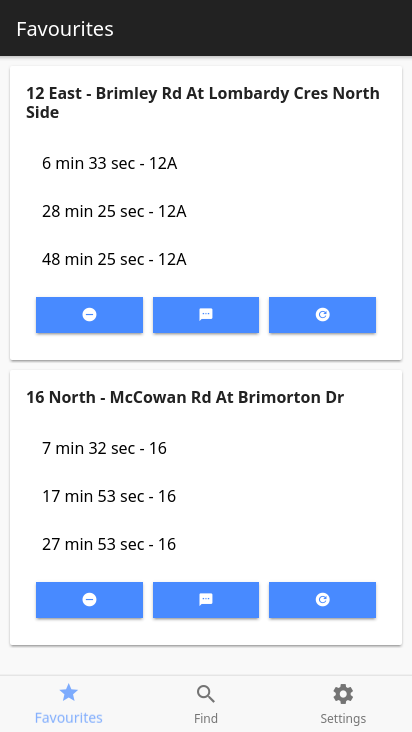 Favourites
12 East - Brimley Rd At Lombardy Cres North
Side
6 min 33 sec - 12A
28 min 25 sec - 12A
48 min 25 sec - 12A
16 North - McCowan Rd At Brimorton Dr
7 min 32 sec - 16
17 min 53 sec - 16
27 min 53 sec - 16
Favourites
Find
Settings